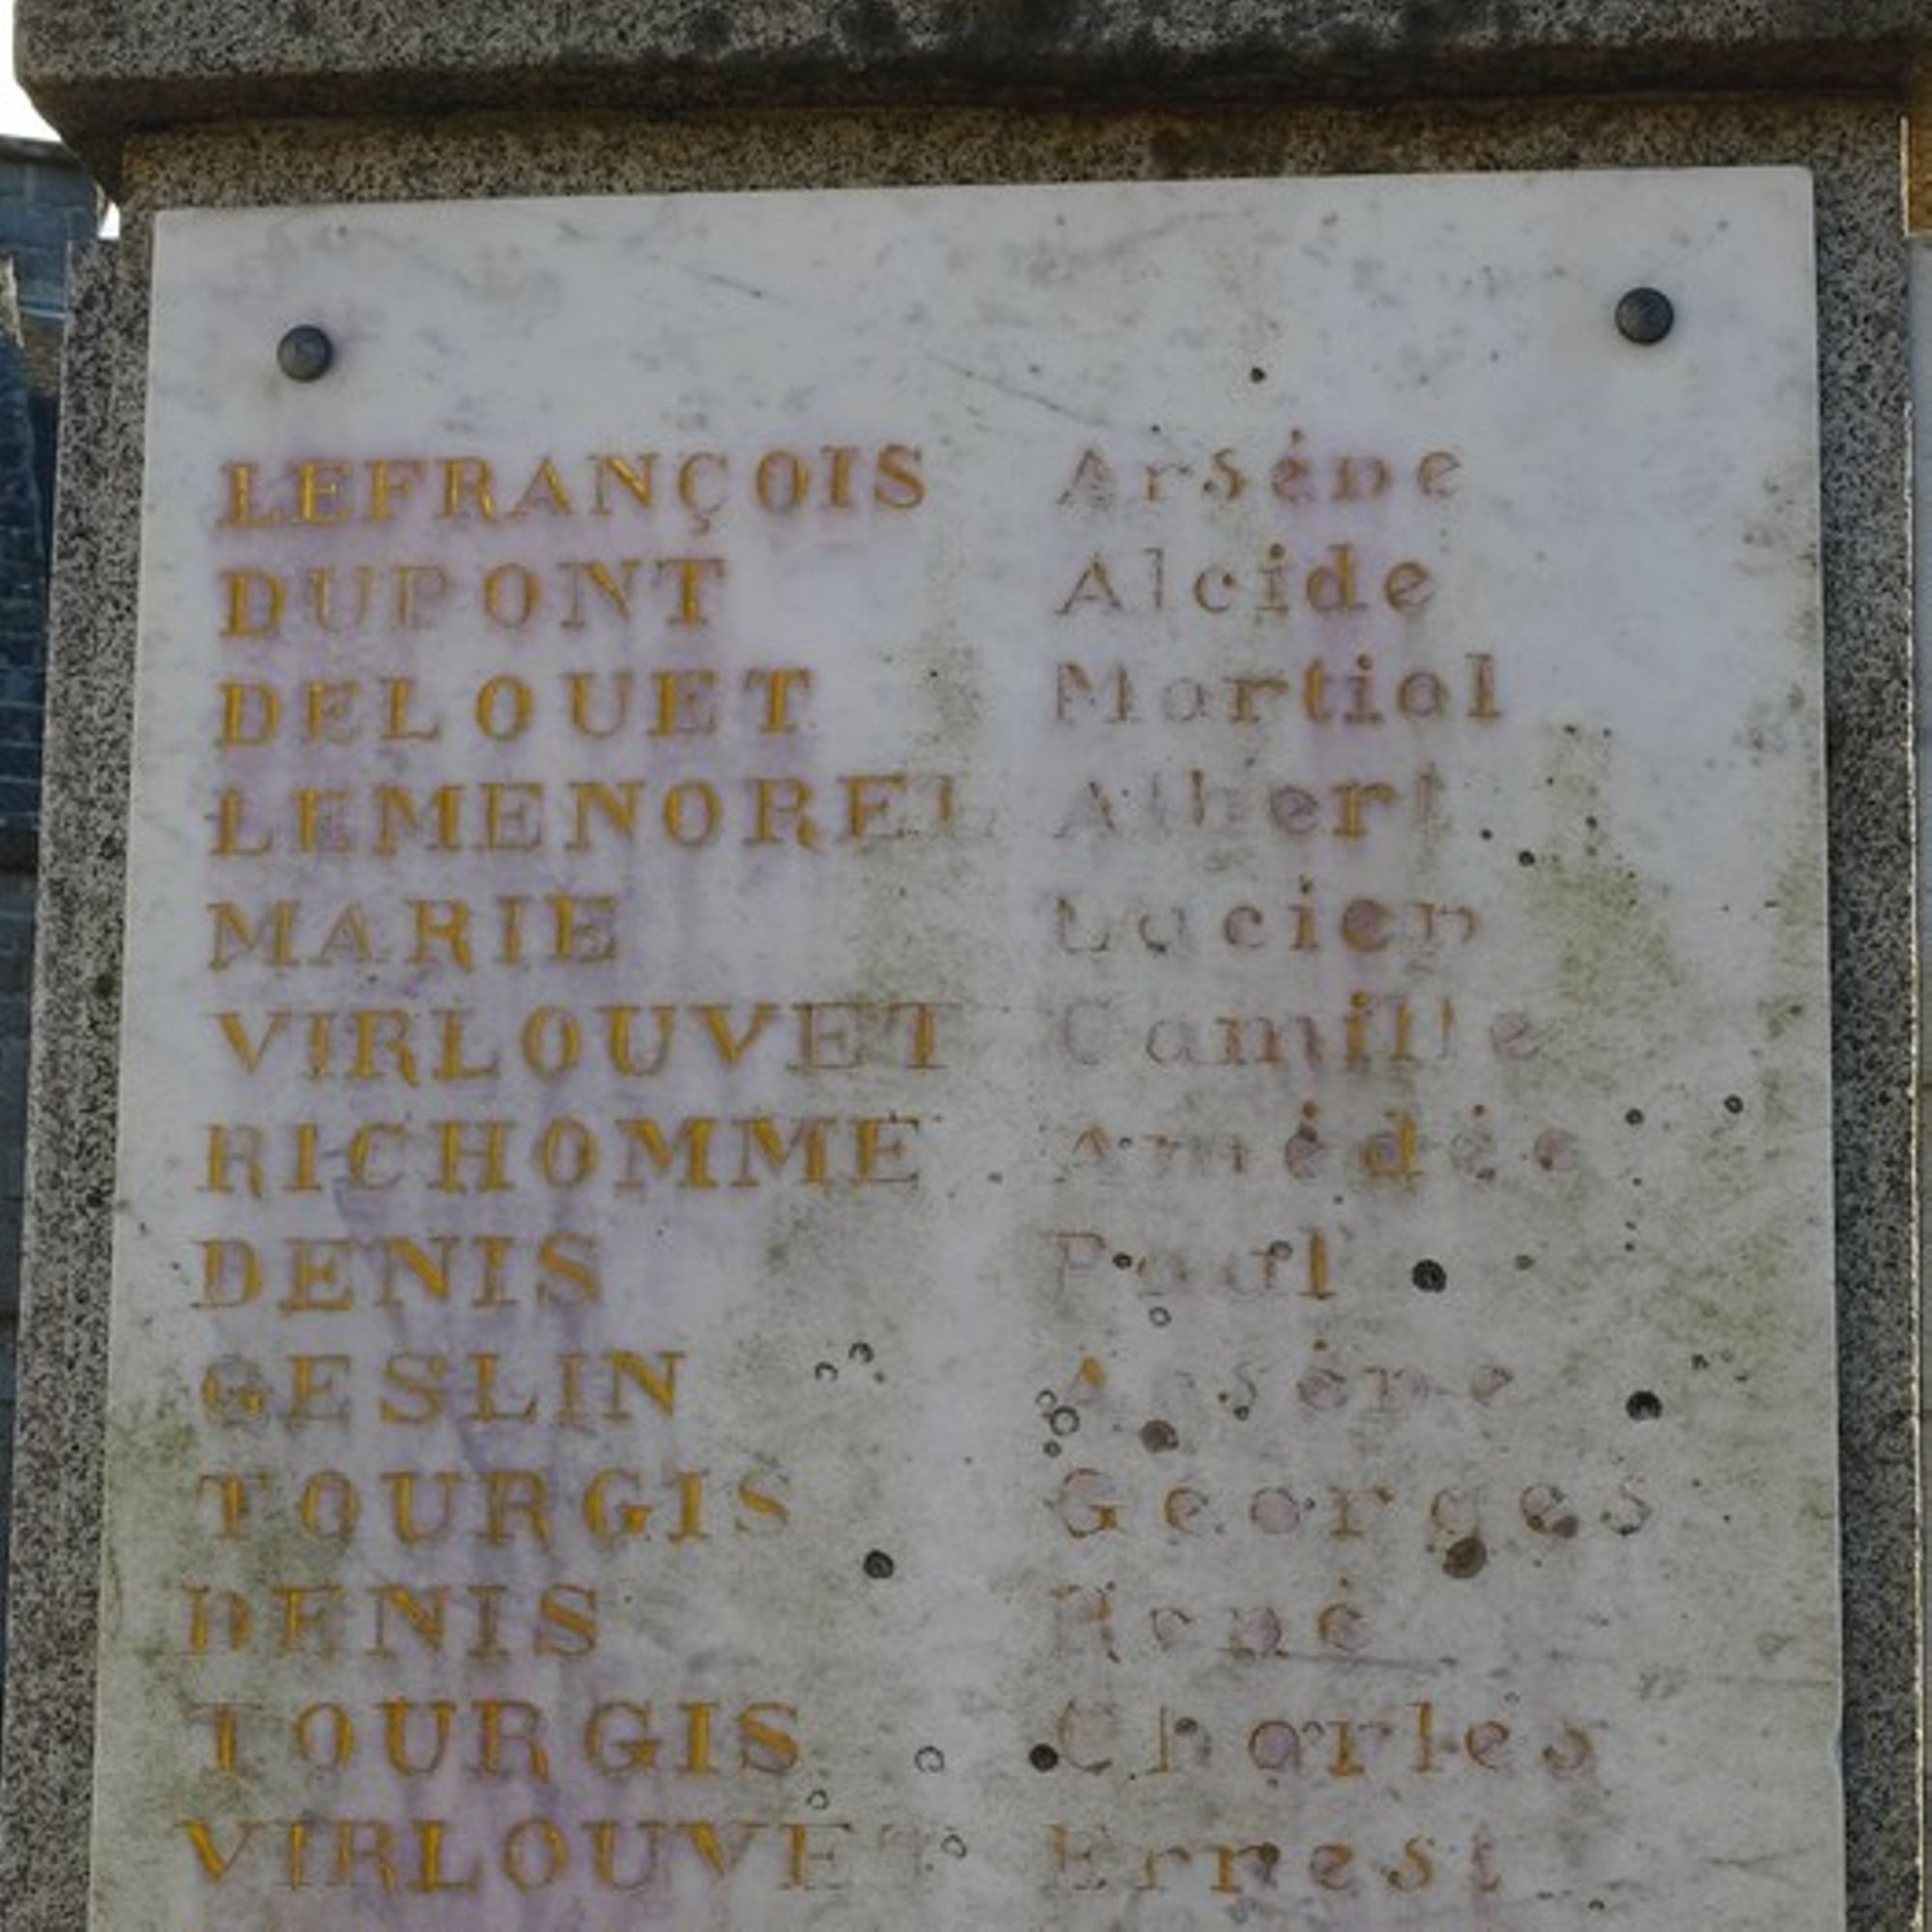 LEFRANÇOIS Arsène
DUPONT Alcide
DELOUET Martial
LEMENOREL Albert
MARIE Lucien
VIRLOUVET Camille
RICHOMME Amédée
DENIS Paul
GESLIN Arsène
TOURGIS Georges
DENIS René
TOURGIS Charles
VIRLOUVET Ernest